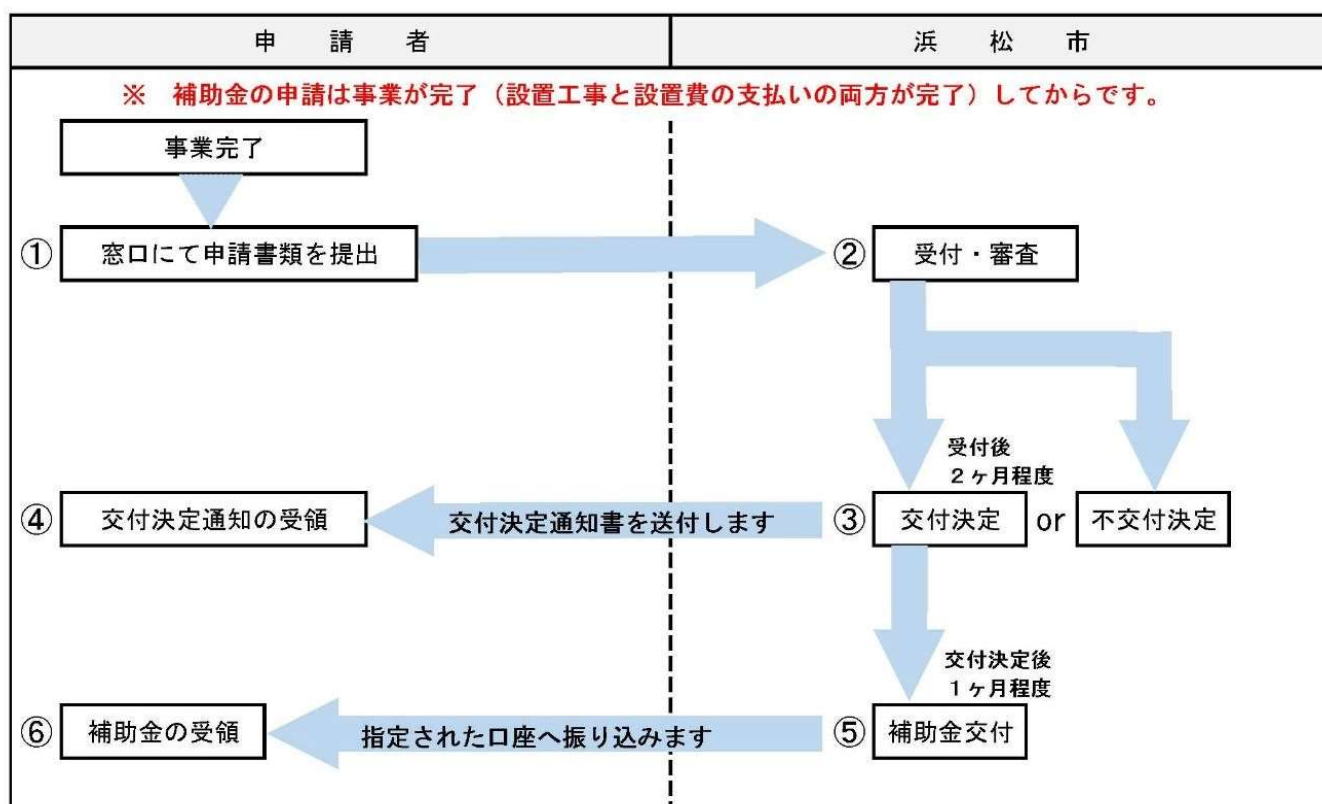 申　請　者
浜　松　市
※　補助金の申請は事業が完了（設置工事と設置費の支払いの両方が完了）してからです。
事業完了
① 窓口にて申請書類を提出
② 受付・審査
受付後
２ヶ月程度
③ 交付決定 or 不交付決定
交付決定通知書を送付します
④ 交付決定通知の受領
交付決定後
１ヶ月程度
⑤ 補助金交付
指定された口座へ振り込みます
⑥ 補助金の受領